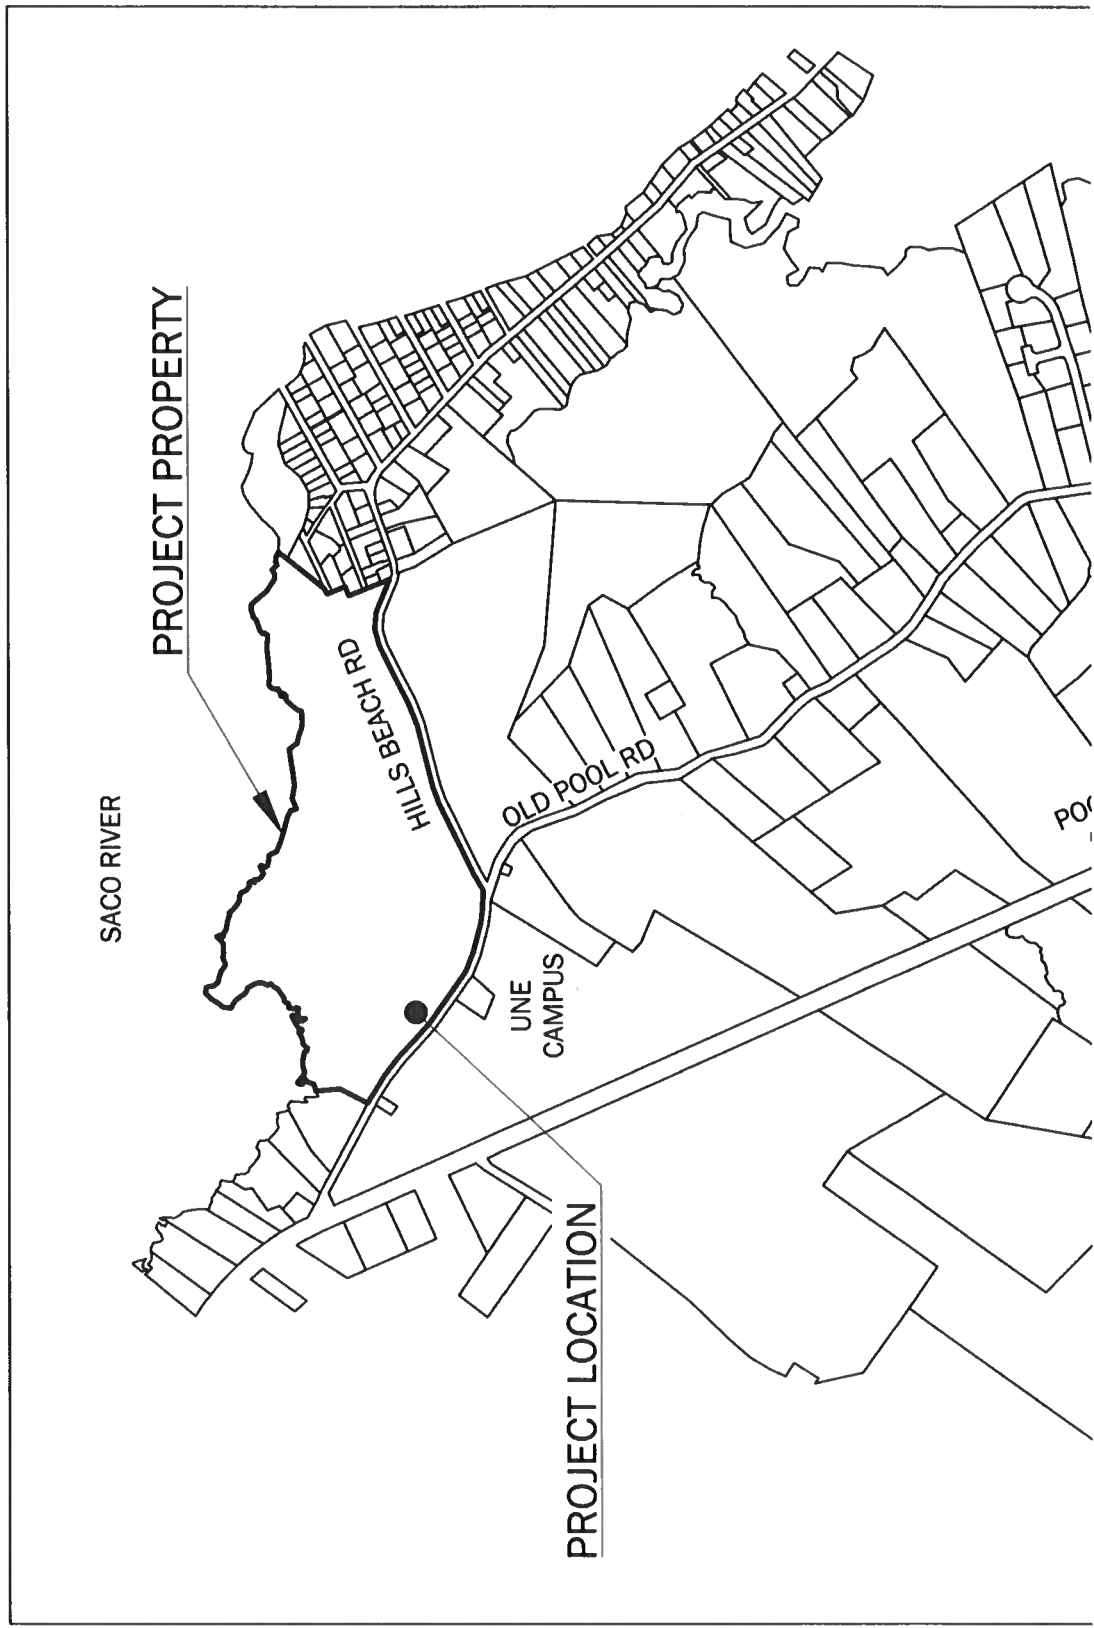 SACO RIVER
PROJECT PROPERTY
HILLS BEACH RD
OLD POOL RD
UNE
CAMPUS
PROJECT LOCATION